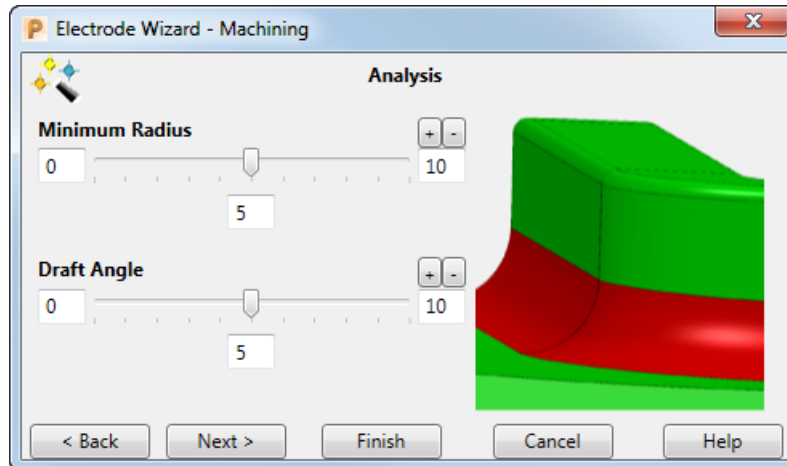 P Electrode Wizard - Machining X
Analysis
Minimum Radius + -
0 10
5
Draft Angle + -
0 10
5
< Back Next > Finish Cancel Help